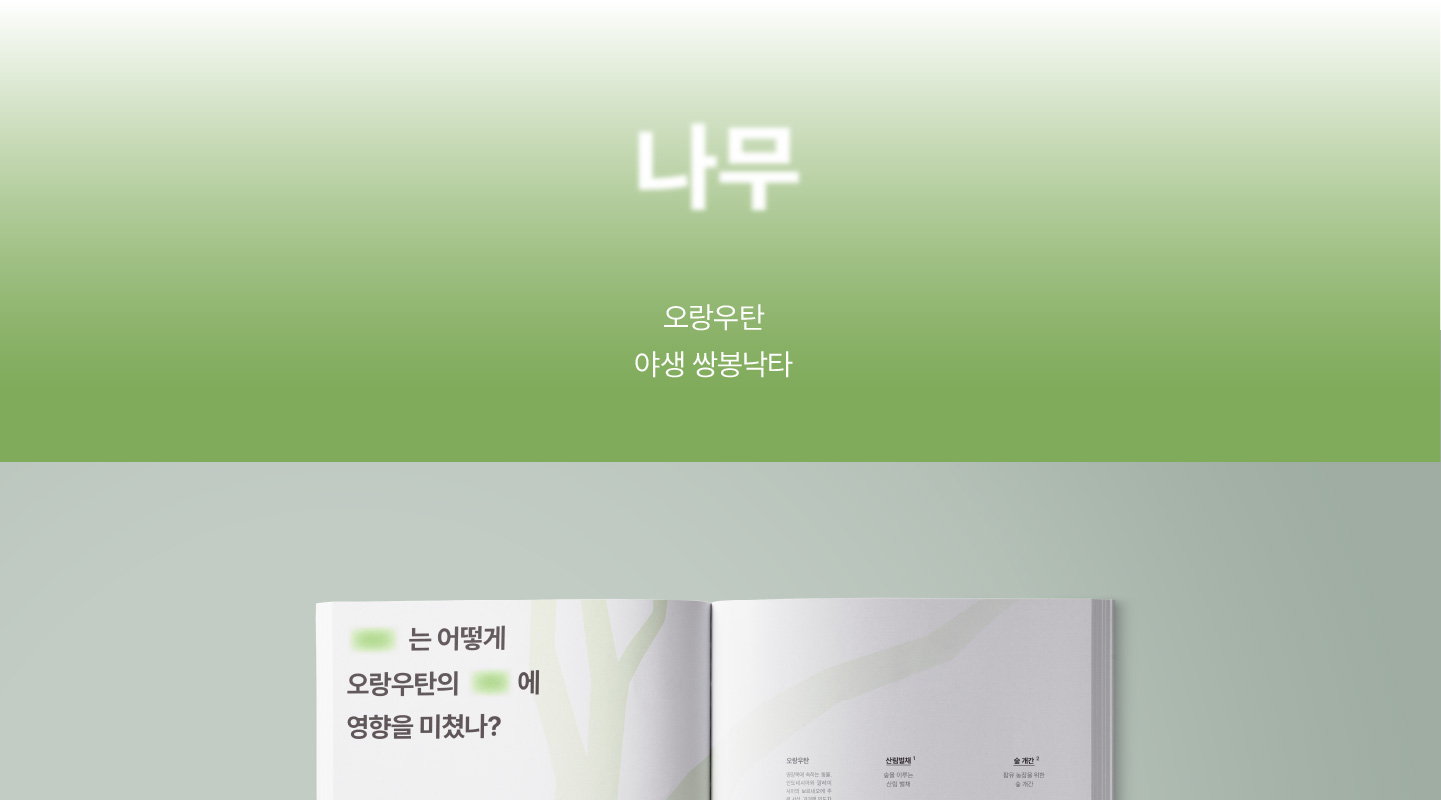 나무
오랑우탄
야생 쌍봉낙타
는 어떻게
오랑우탄의 에
영향을 미쳤나?
오랑우탄
산림벌채 1
숲 개간 2
숲을 이루는
산림 벌채
팜유 농장을 위한
숲 개간